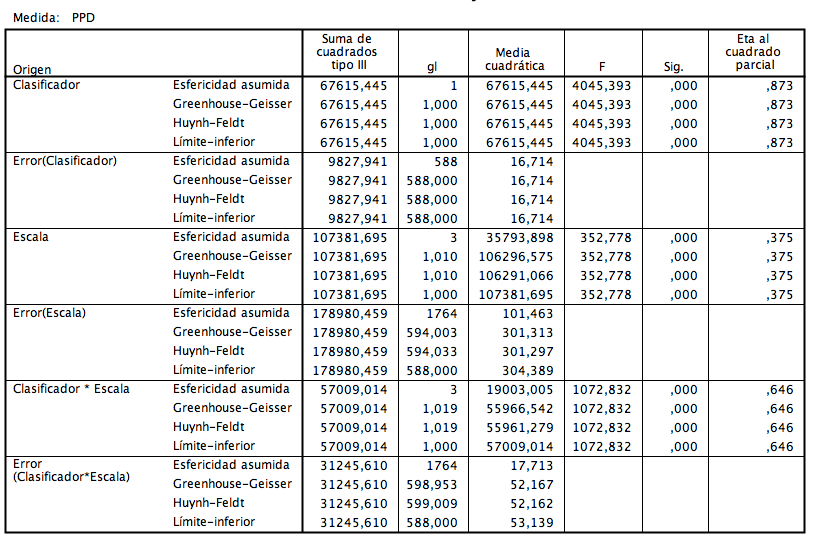 Medida: PPD
Origen Suma de cuadrados tipo III gl Media cuadrática F Sig. Eta al cuadrado parcial
Clasificador Esfericidad asumida 67615,445 1 67615,445 4045,393 ,000 ,873
Greenhouse-Geisser 67615,445 1,000 67615,445 4045,393 ,000 ,873
Huynh-Feldt 67615,445 1,000 67615,445 4045,393 ,000 ,873
Límite-inferior 67615,445 1,000 67615,445 4045,393 ,000 ,873
Error(Clasificador) Esfericidad asumida 9827,941 588 16,714
Greenhouse-Geisser 9827,941 588,000 16,714
Huynh-Feldt 9827,941 588,000 16,714
Límite-inferior 9827,941 588,000 16,714
Escala Esfericidad asumida 107381,695 3 35793,898 352,778 ,000 ,375
Greenhouse-Geisser 107381,695 1,010 106296,575 352,778 ,000 ,375
Huynh-Feldt 107381,695 1,010 106291,066 352,778 ,000 ,375
Límite-inferior 107381,695 1,000 107381,695 352,778 ,000 ,375
Error(Escala) Esfericidad asumida 178980,459 1764 101,463
Greenhouse-Geisser 178980,459 594,003 301,313
Huynh-Feldt 178980,459 594,033 301,297
Límite-inferior 178980,459 588,000 304,389
Clasificador * Escala Esfericidad asumida 57009,014 3 19003,005 1072,832 ,000 ,646
Greenhouse-Geisser 57009,014 1,019 55966,542 1072,832 ,000 ,646
Huynh-Feldt 57009,014 1,019 55961,279 1072,832 ,000 ,646
Límite-inferior 57009,014 1,000 57009,014 1072,832 ,000 ,646
Error (Clasificador*Escala) Esfericidad asumida 31245,610 1764 17,713
Greenhouse-Geisser 31245,610 598,953 52,167
Huynh-Feldt 31245,610 599,009 52,162
Límite-inferior 31245,610 588,000 53,139